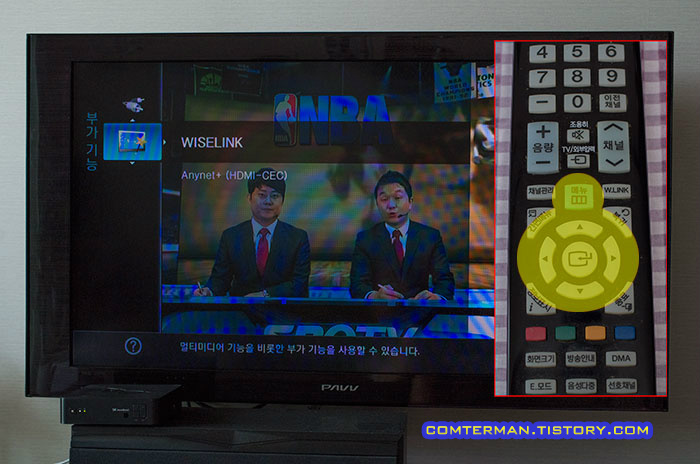 부가 기능
WISELINK
Anynet+ (HDMI-CEC)
NBA
멀티미디어 기능을 비롯한 부가 기능을 사용할 수 있습니다.
PAVV
4 5 6
7 8 9
- 0 이전채널
조용히
+ 음량 -
TV/외부입력
채널
채널관리 메뉴 W.LINK
화면크기 방송안내 DMA
E.모드 음성다중 선호채널
COMTERMAN.TISTORY.COM